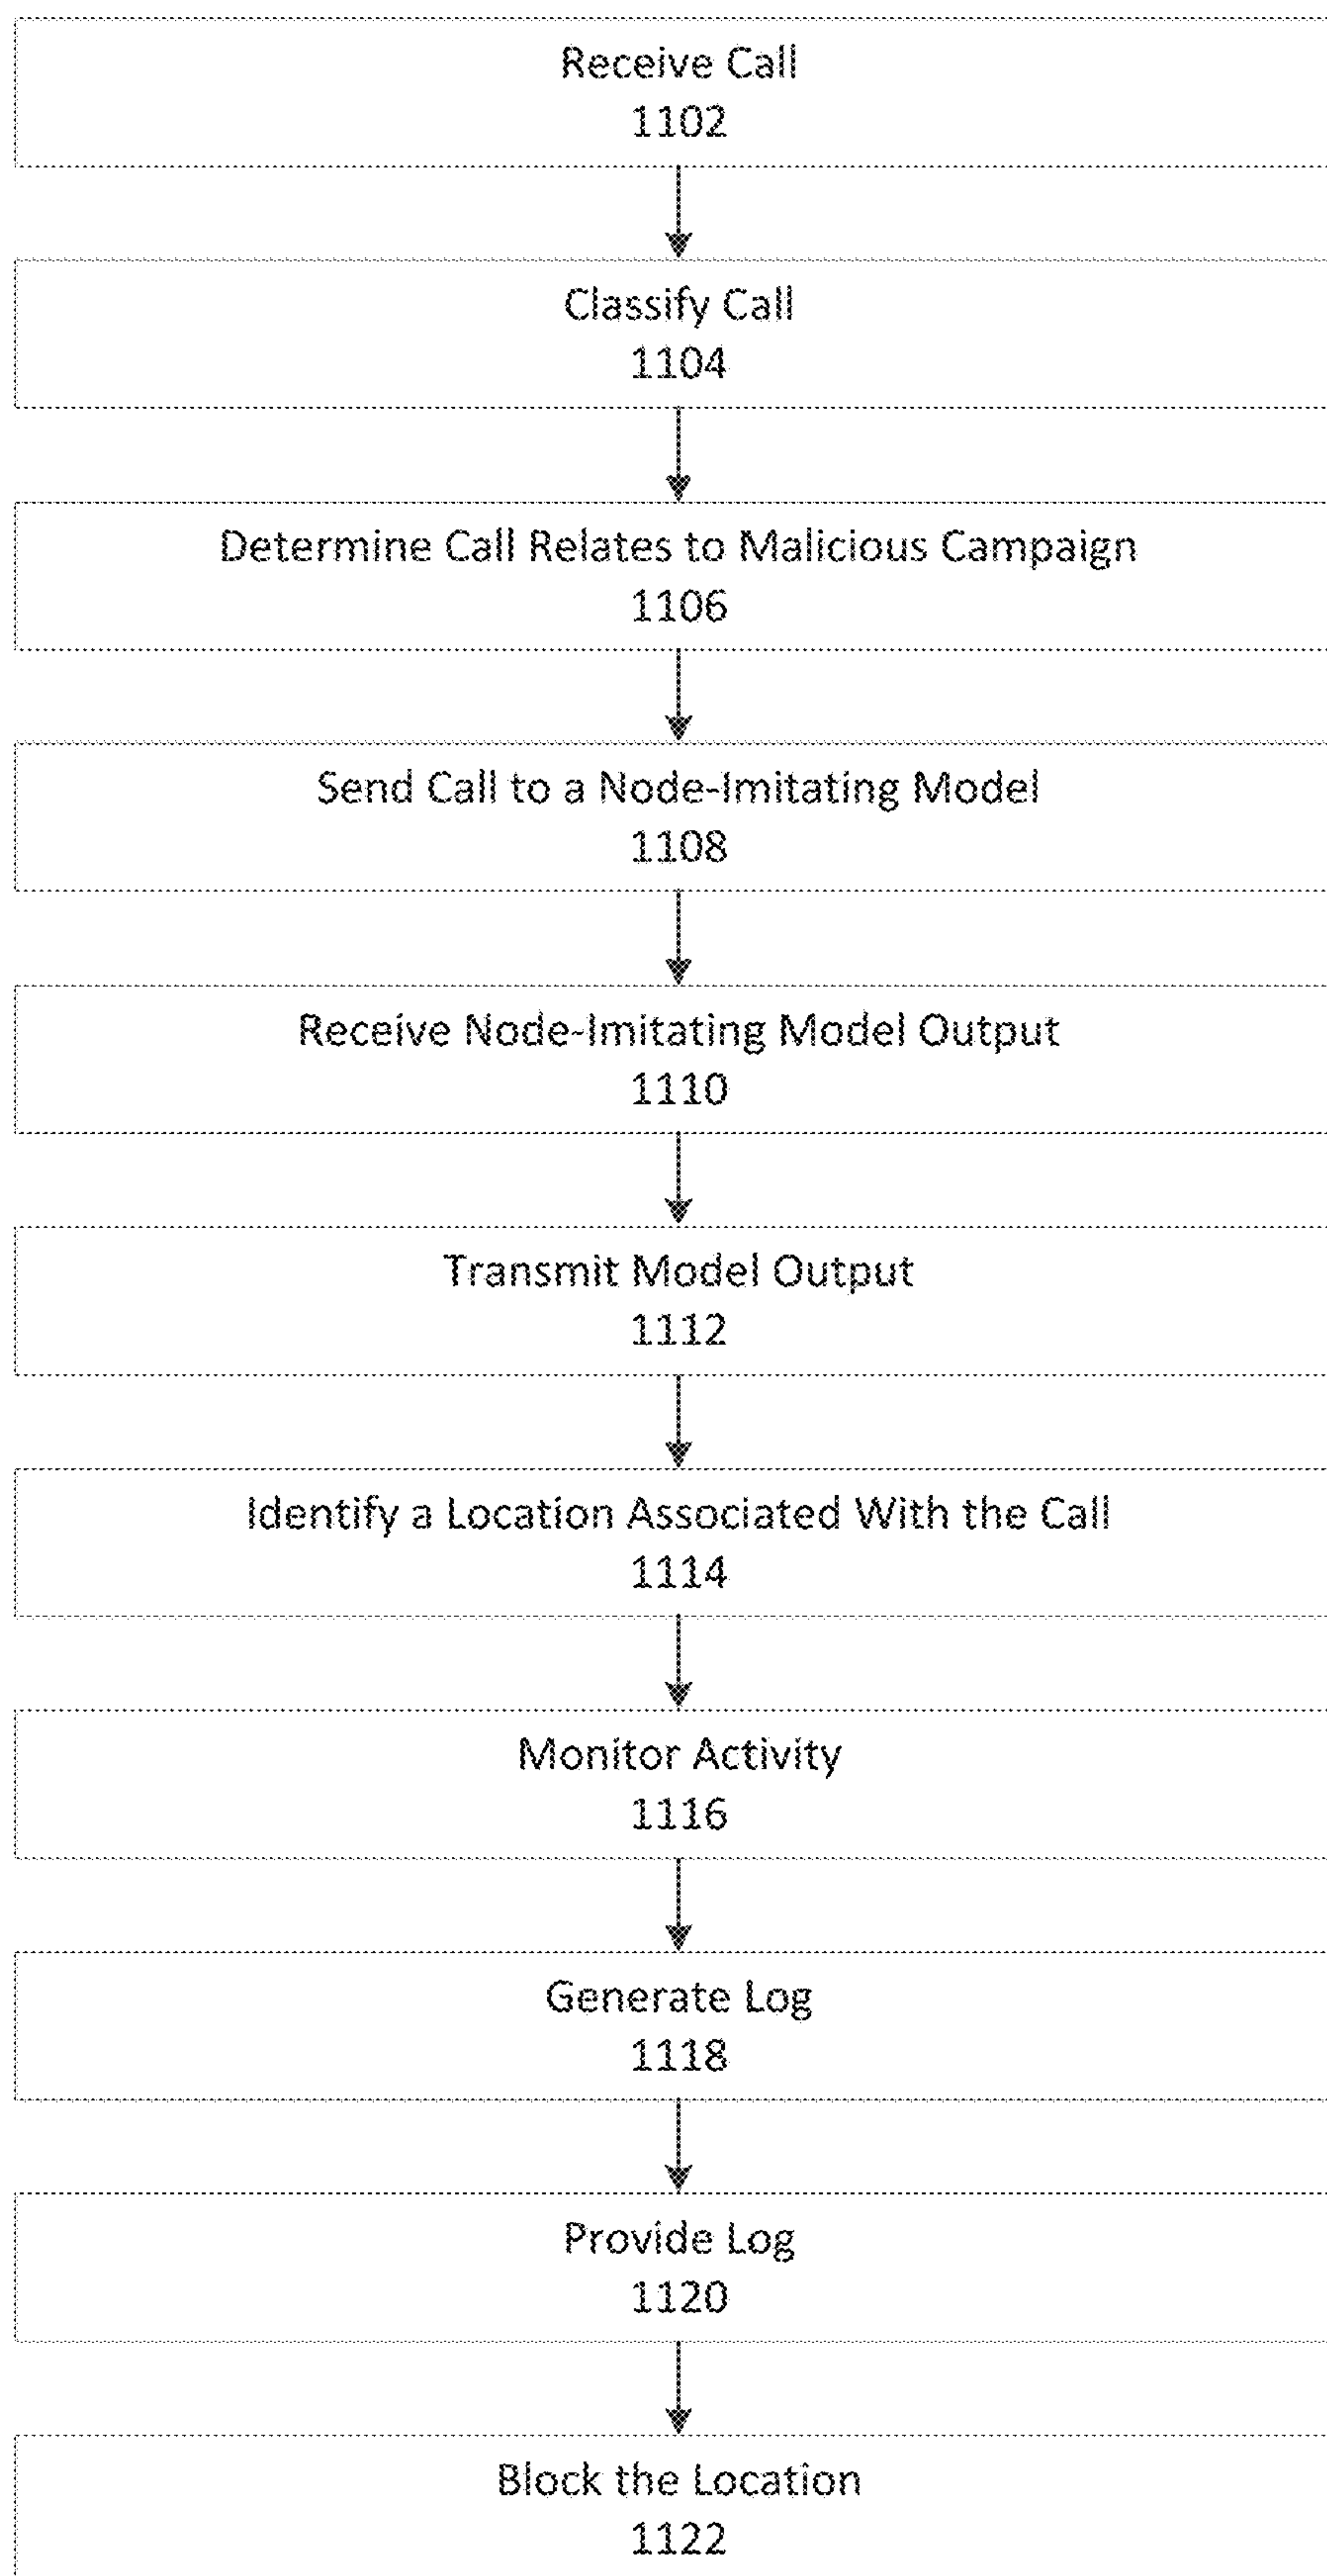 Receive Call
1102
Classify Call
1104
Determine Call Relates to Malicious Campaign
1106
Send Call to a Node-Imitating Model
1108
Receive Node-Imitating Model Output
1110
Transmit Model Output
1112
Identify a Location Associated With the Call
1114
Monitor Activity
1116
Generate Log
1118
Provide Log
1120
Block the Location
1122